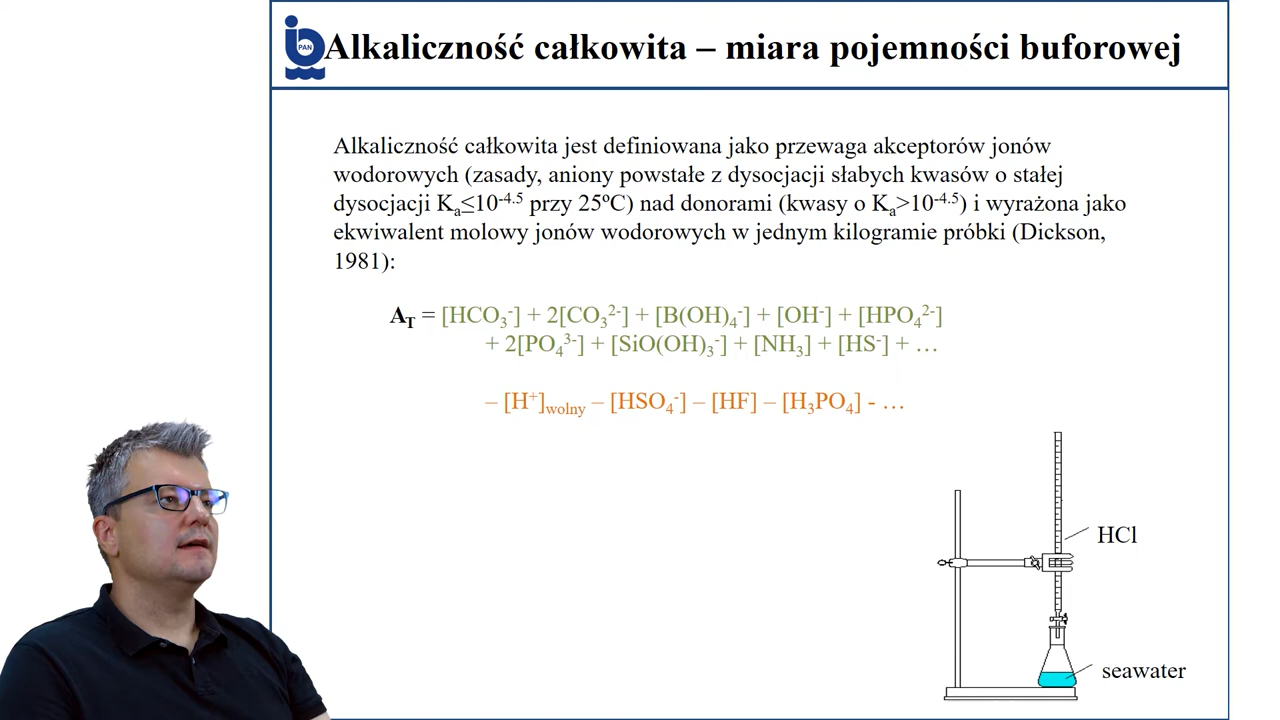 PAN
Alkaliczność całkowita – miara pojemności buforowej
Alkaliczność całkowita jest definiowana jako przewaga akceptorów jonów
wodorowych (zasady, aniony powstałe z dysocjacji słabych kwasów o stałej
dysocjacji Kₐ≤10⁻⁴·⁵ przy 25ºC) nad donorami (kwasy o Kₐ>10⁻⁴·⁵) i wyrażona jako
ekwiwalent molowy jonów wodorowych w jednym kilogramie próbki (Dickson,
1981):
A_T = [HCO₃⁻] + 2[CO₃²⁻] + [B(OH)₄⁻] + [OH⁻] + [HPO₄²⁻]
+ 2[PO₄³⁻] + [SiO(OH)₃⁻] + [NH₃] + [HS⁻] + …
– [H⁺]wolny – [HSO₄⁻] – [HF] – [H₃PO₄] - …
HCl
seawater